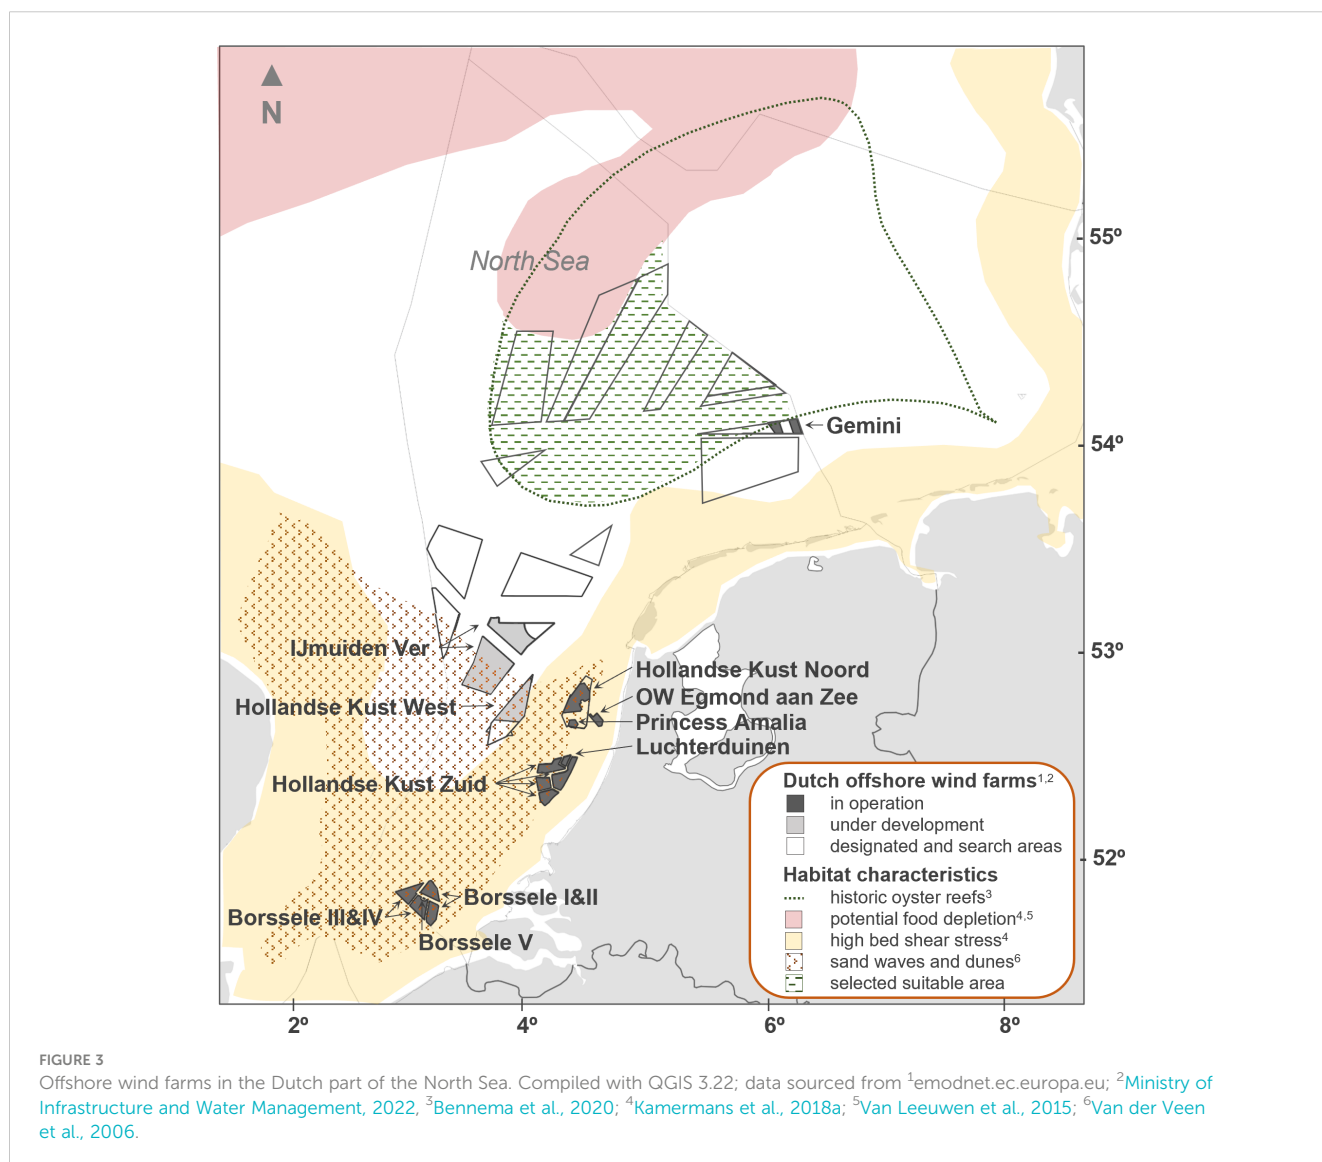 N
North Sea
55º
Gemini
54º
IJmuiden Ver
53º
Hollandse Kust Noord
OW Egmond aan Zee
Hollandse Kust West
Princess Amalia
Luchterduinen
Hollandse Kust Zuid
Dutch offshore wind farms1,2
in operation
under development
designated and search areas
52º
Habitat characteristics
historic oyster reefs3
potential food depletion4,5
high bed shear stress4
sand waves and dunes6
selected suitable area
Borssele I&II
Borssele III&IV
Borssele V
2º 4º 6º 8º
FIGURE 3
Offshore wind farms in the Dutch part of the North Sea. Compiled with QGIS 3.22; data sourced from 1emodnet.ec.europa.eu; 2Ministry of
Infrastructure and Water Management, 2022, 3Bennema et al., 2020; 4Kamermans et al., 2018a; 5Van Leeuwen et al., 2015; 6Van der Veen
et al., 2006.